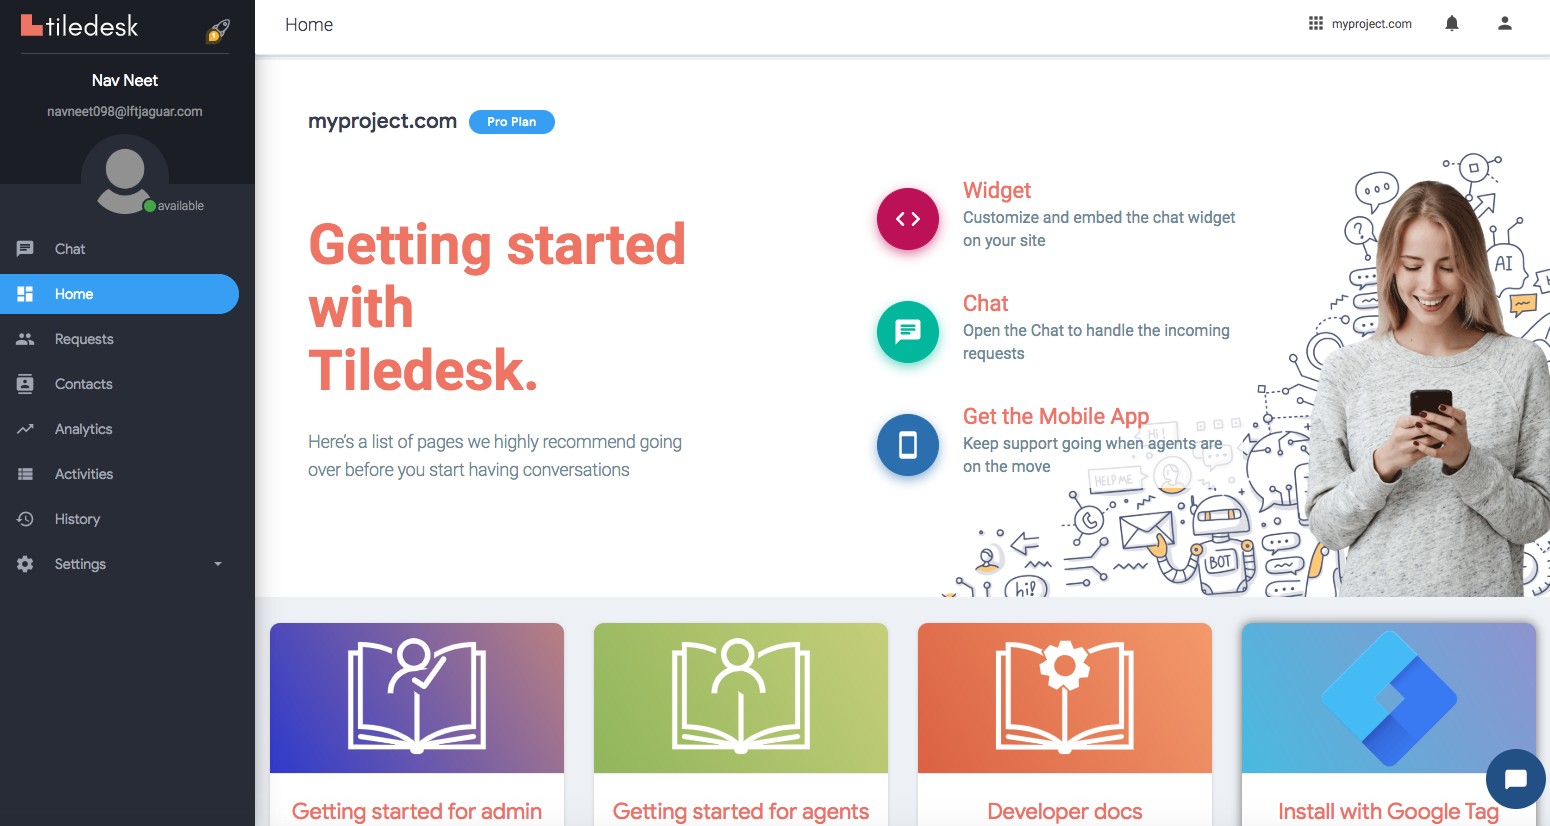 tiledesk
1
Nav Neet
navneet098@lftjaguar.com
available
Chat
Home
Requests
Contacts
Analytics
Activities
History
Settings
Home
myproject.com
myproject.com
Pro Plan
Getting started
with
Tiledesk.
Here's a list of pages we highly recommend going
over before you start having conversations
Widget
Customize and embed the chat widget
on your site
Chat
Open the Chat to handle the incoming
requests
Get the Mobile App
Keep support going when agents are
on the move
?
AI
HI !
HELP ME
BOT
hi!
Getting started for admin
Getting started for agents
Developer docs
Install with Google Tag